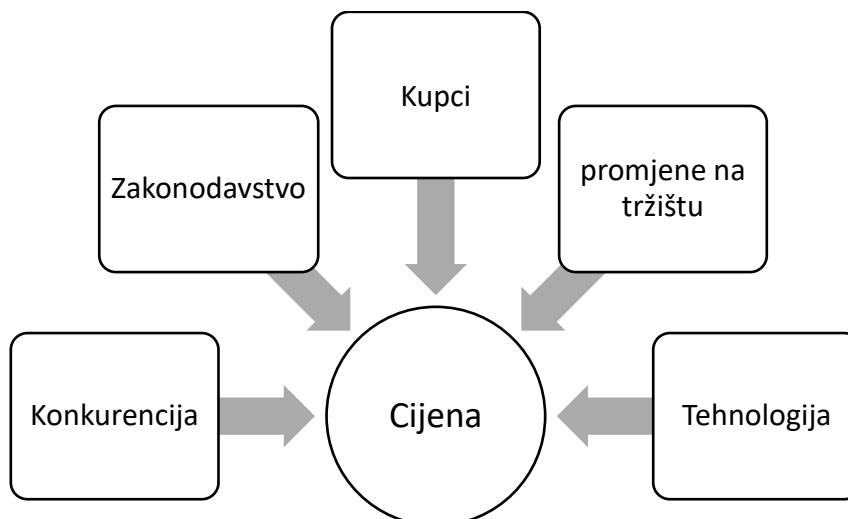 Kupci
Zakonodavstvo
promjene na
tržištu
Konkurencija
Cijena
Tehnologija